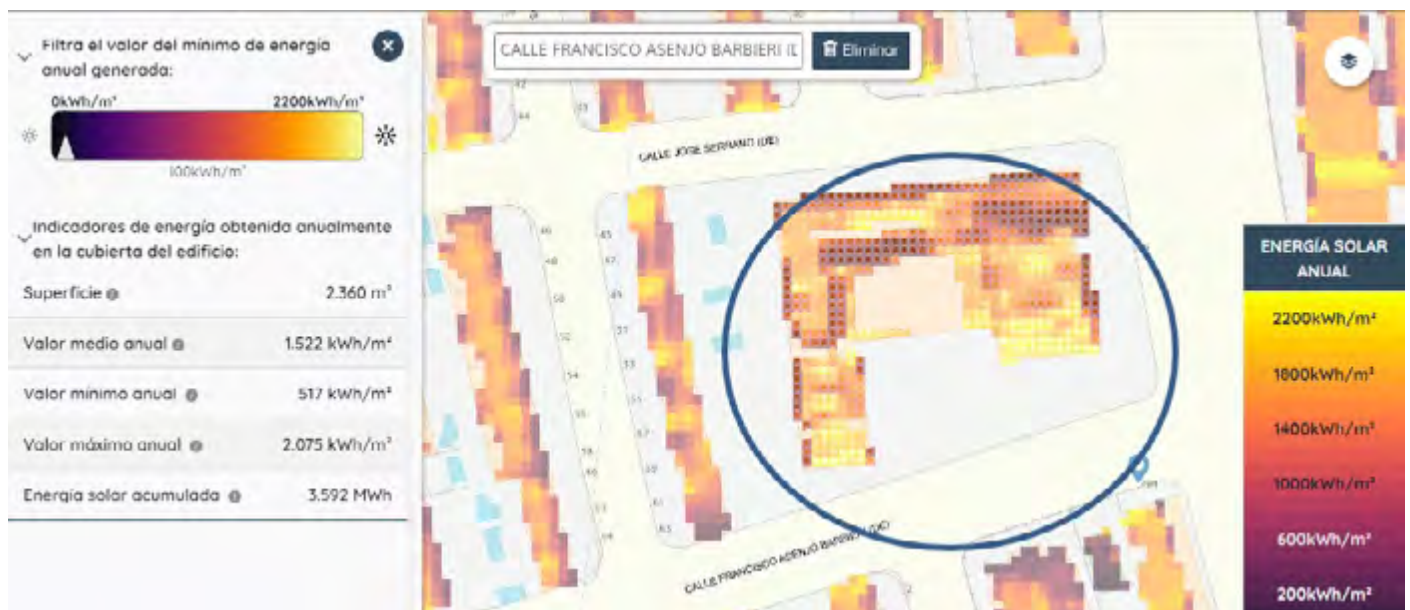 Filtra el valor del mínimo de energía
anual generada:
0kWh/m²
2200kWh/m²
100kWh/m²
Indicadores de energía obtenida anualmente
en la cubierta del edificio:
Superficie
2.360 m²
Valor medio anual
1.522 kWh/m²
Valor mínimo anual
517 kWh/m²
Valor máximo anual
2.075 kWh/m²
Energía solar acumulada
3.592 MWh
CALLE FRANCISCO ASENJO BARBIERI (D
Eliminar
CALLE JOSE SERRANO (DE)
CALLE FRANCISCO ASENJO BARBIERI (DE)
ENERGÍA SOLAR
ANUAL
2200kWh/m²
1800kWh/m²
1400kWh/m²
1000kWh/m²
600kWh/m²
200kWh/m²